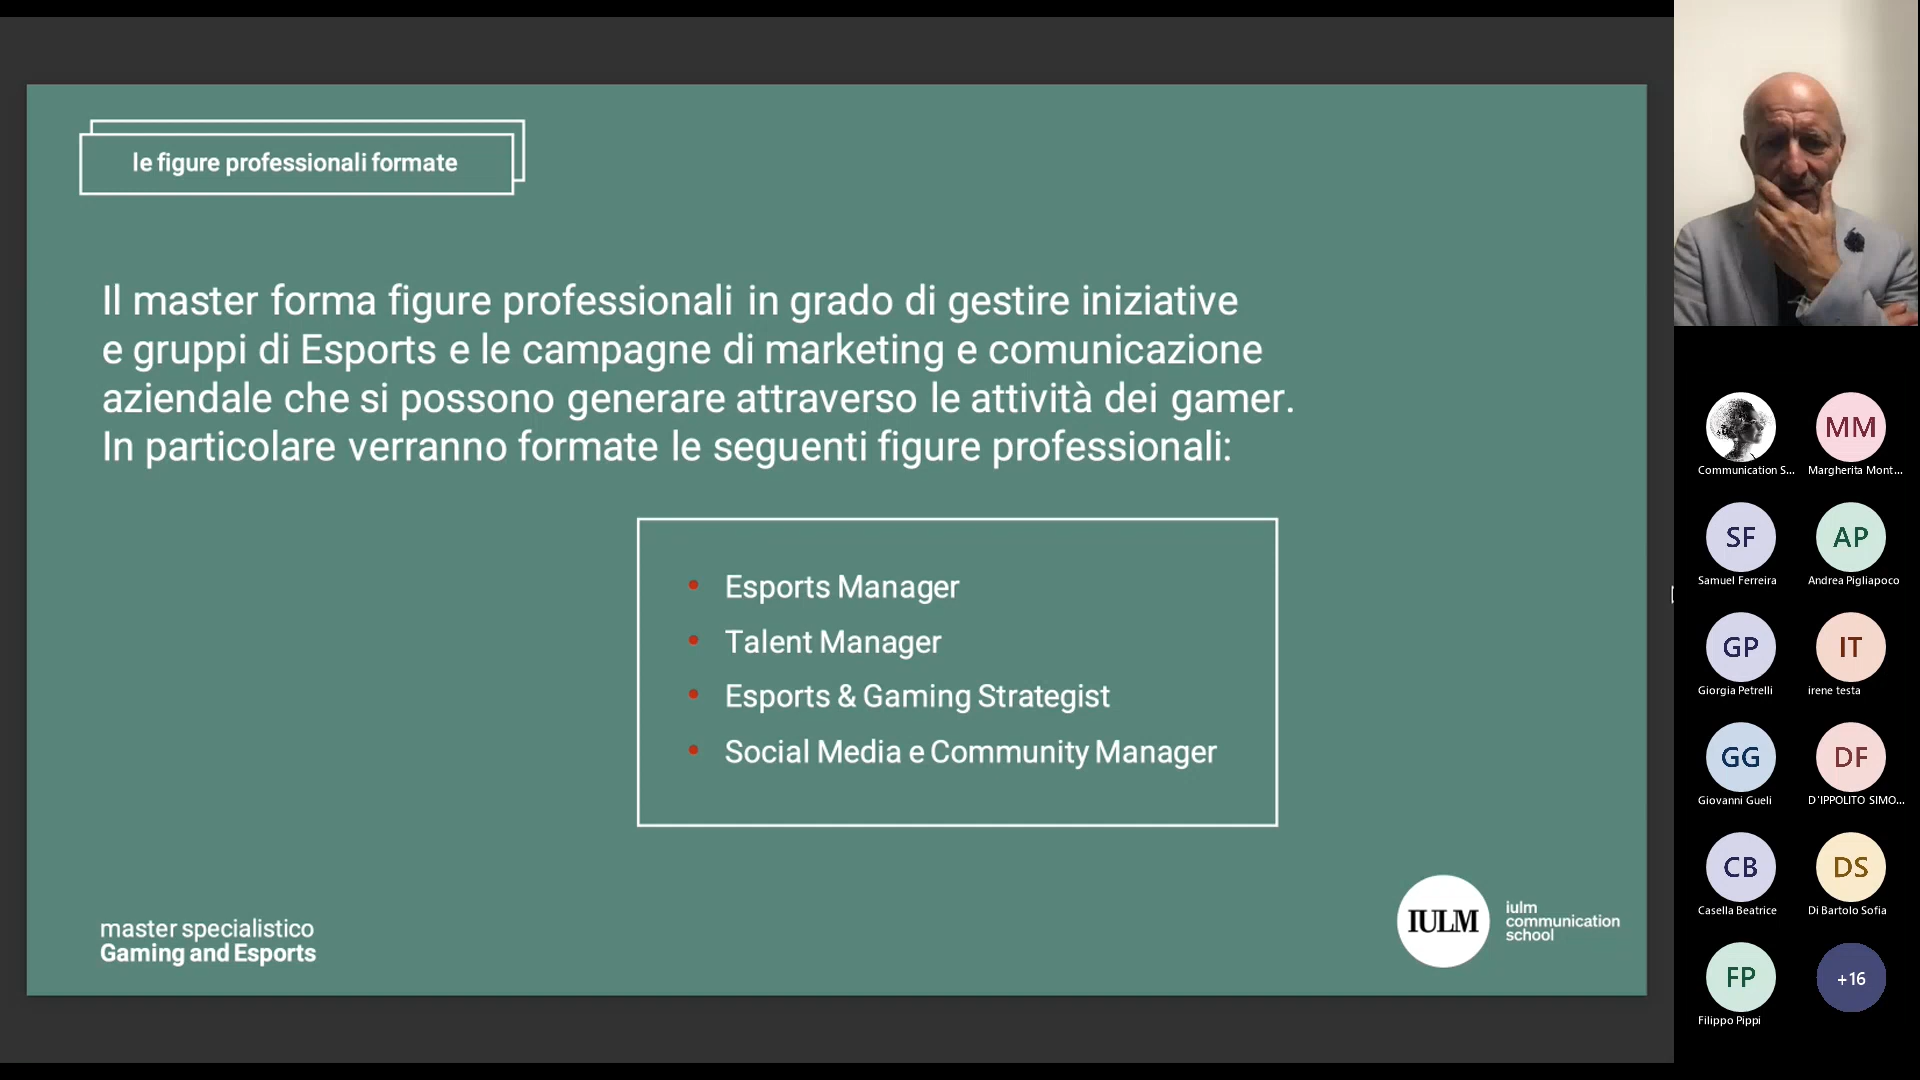 le figure professionali formate
Il master forma figure professionali in grado di gestire iniziative
e gruppi di Esports e le campagne di marketing e comunicazione
aziendale che si possono generare attraverso le attività dei gamer.
In particolare verranno formate le seguenti figure professionali:
• Esports Manager
• Talent Manager
• Esports & Gaming Strategist
• Social Media e Community Manager
master specialistico
Gaming and Esports
IULM
iulm
communication
school
Communication S...
MM
Margherita Mont...
SF
Samuel Ferreira
AP
Andrea Pigliapoco
GP
Giorgia Petrelli
IT
irene testa
GG
Giovanni Gueli
DF
D'IPPOLITO SIMO...
CB
Casella Beatrice
DS
Di Bartolo Sofia
FP
Filippo Pippi
+16